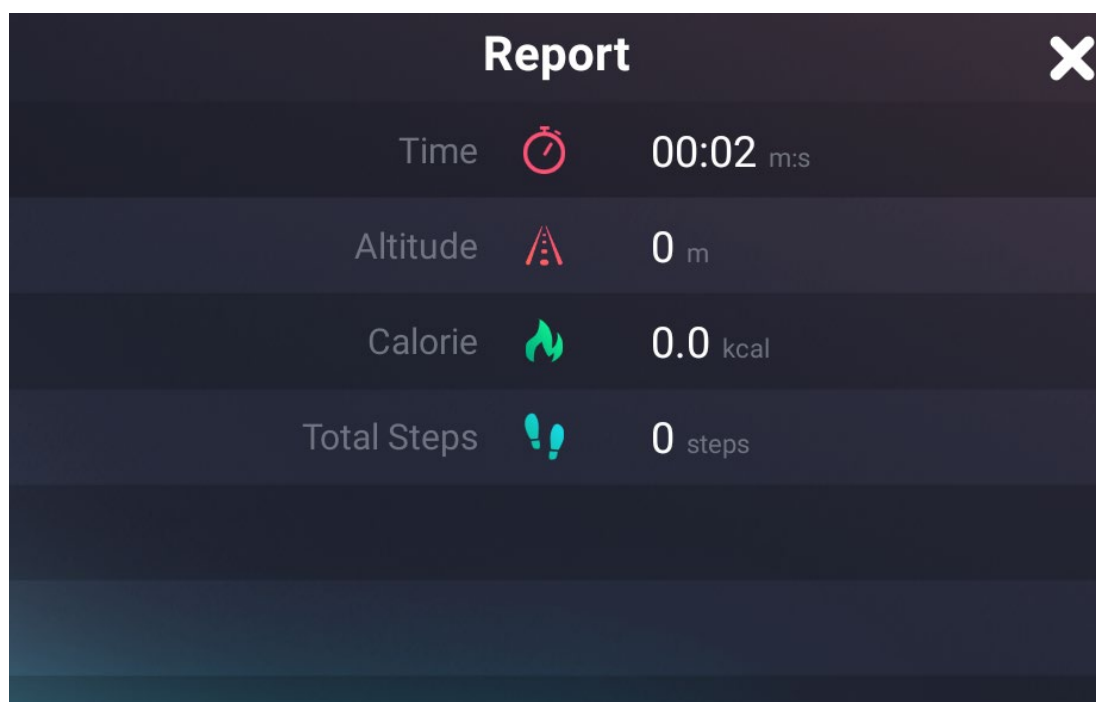 Report
Time 00:02 m:s
Altitude 0 m
Calorie 0.0 kcal
Total Steps 0 steps